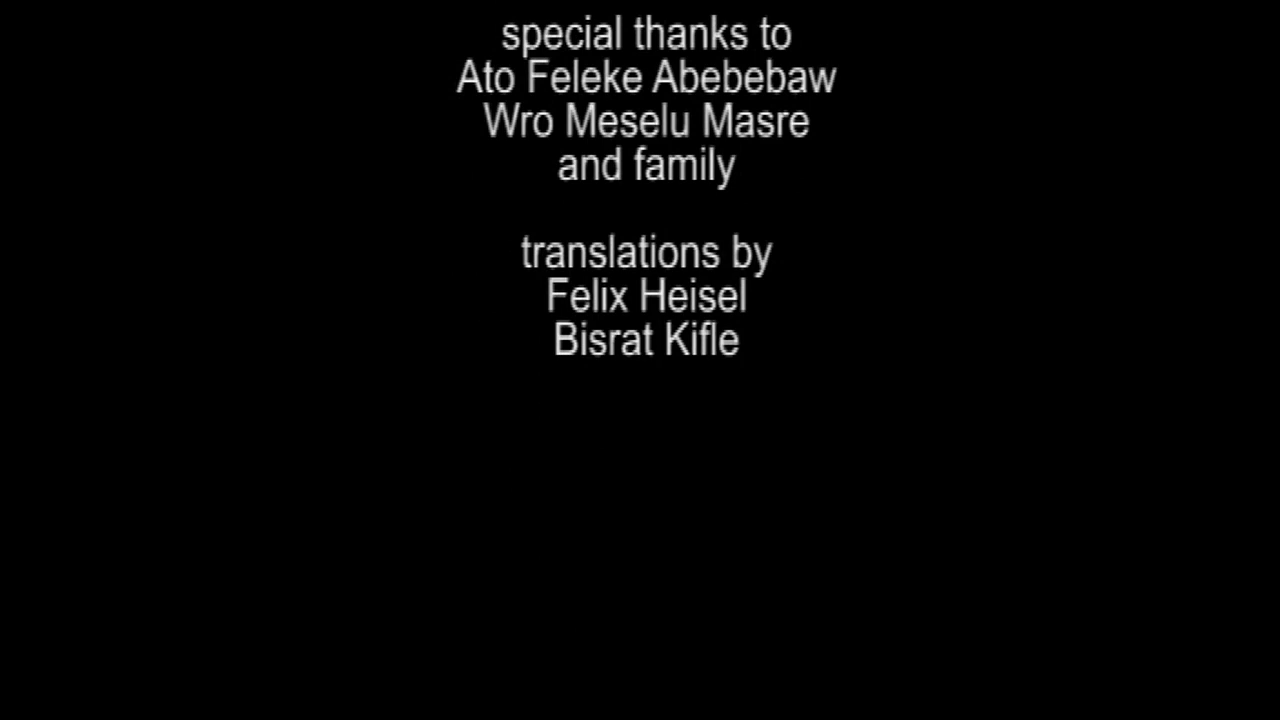 special thanks to
Ato Feleke Abebebaw
Wro Meselu Masre
and family
translations by
Felix Heisel
Bisrat Kifle